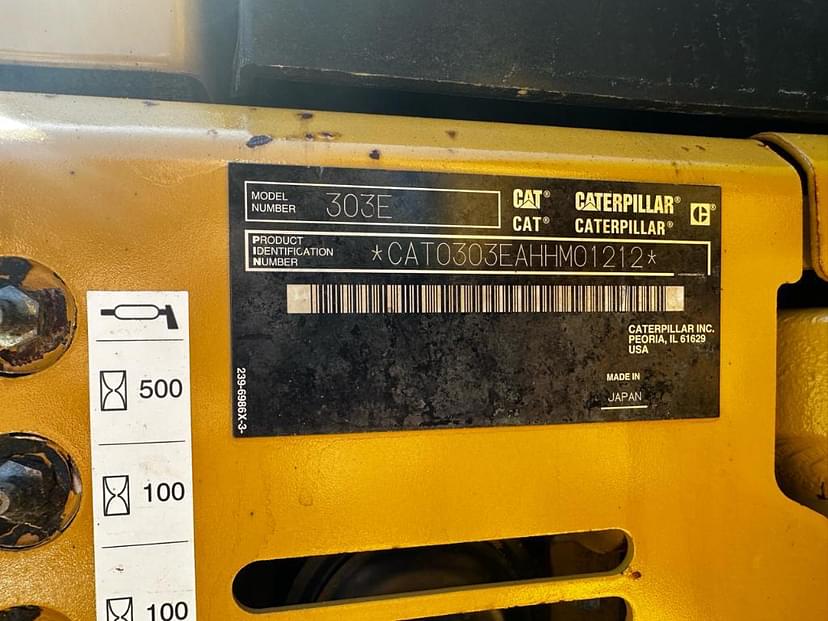 MODEL
NUMBER 303E
CAT® CATERPILLAR® C
CAT® CATERPILLAR®
PRODUCT
IDENTIFICATION
NUMBER *CAT0303EAHHM01212*
CATERPILLAR INC.
PEORIA, IL 61629
USA
MADE IN
JAPAN
239-6986X-3-
500
100
100